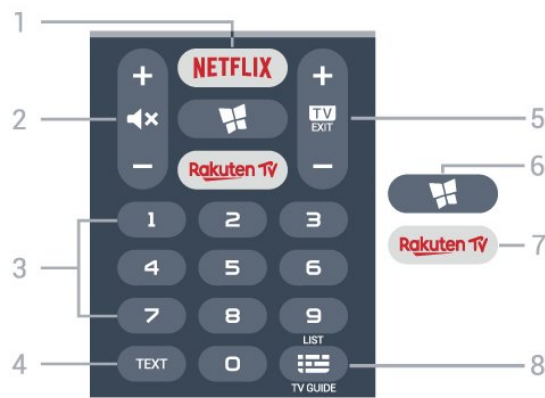 1
NETFLIX
+ +
2
TV
EXIT
5
6
- -
Rakuten TV
1 2 3
Rakuten TV
7
3
4 5 6
7 8 9
LIST
4
TEXT 0
8
TV GUIDE